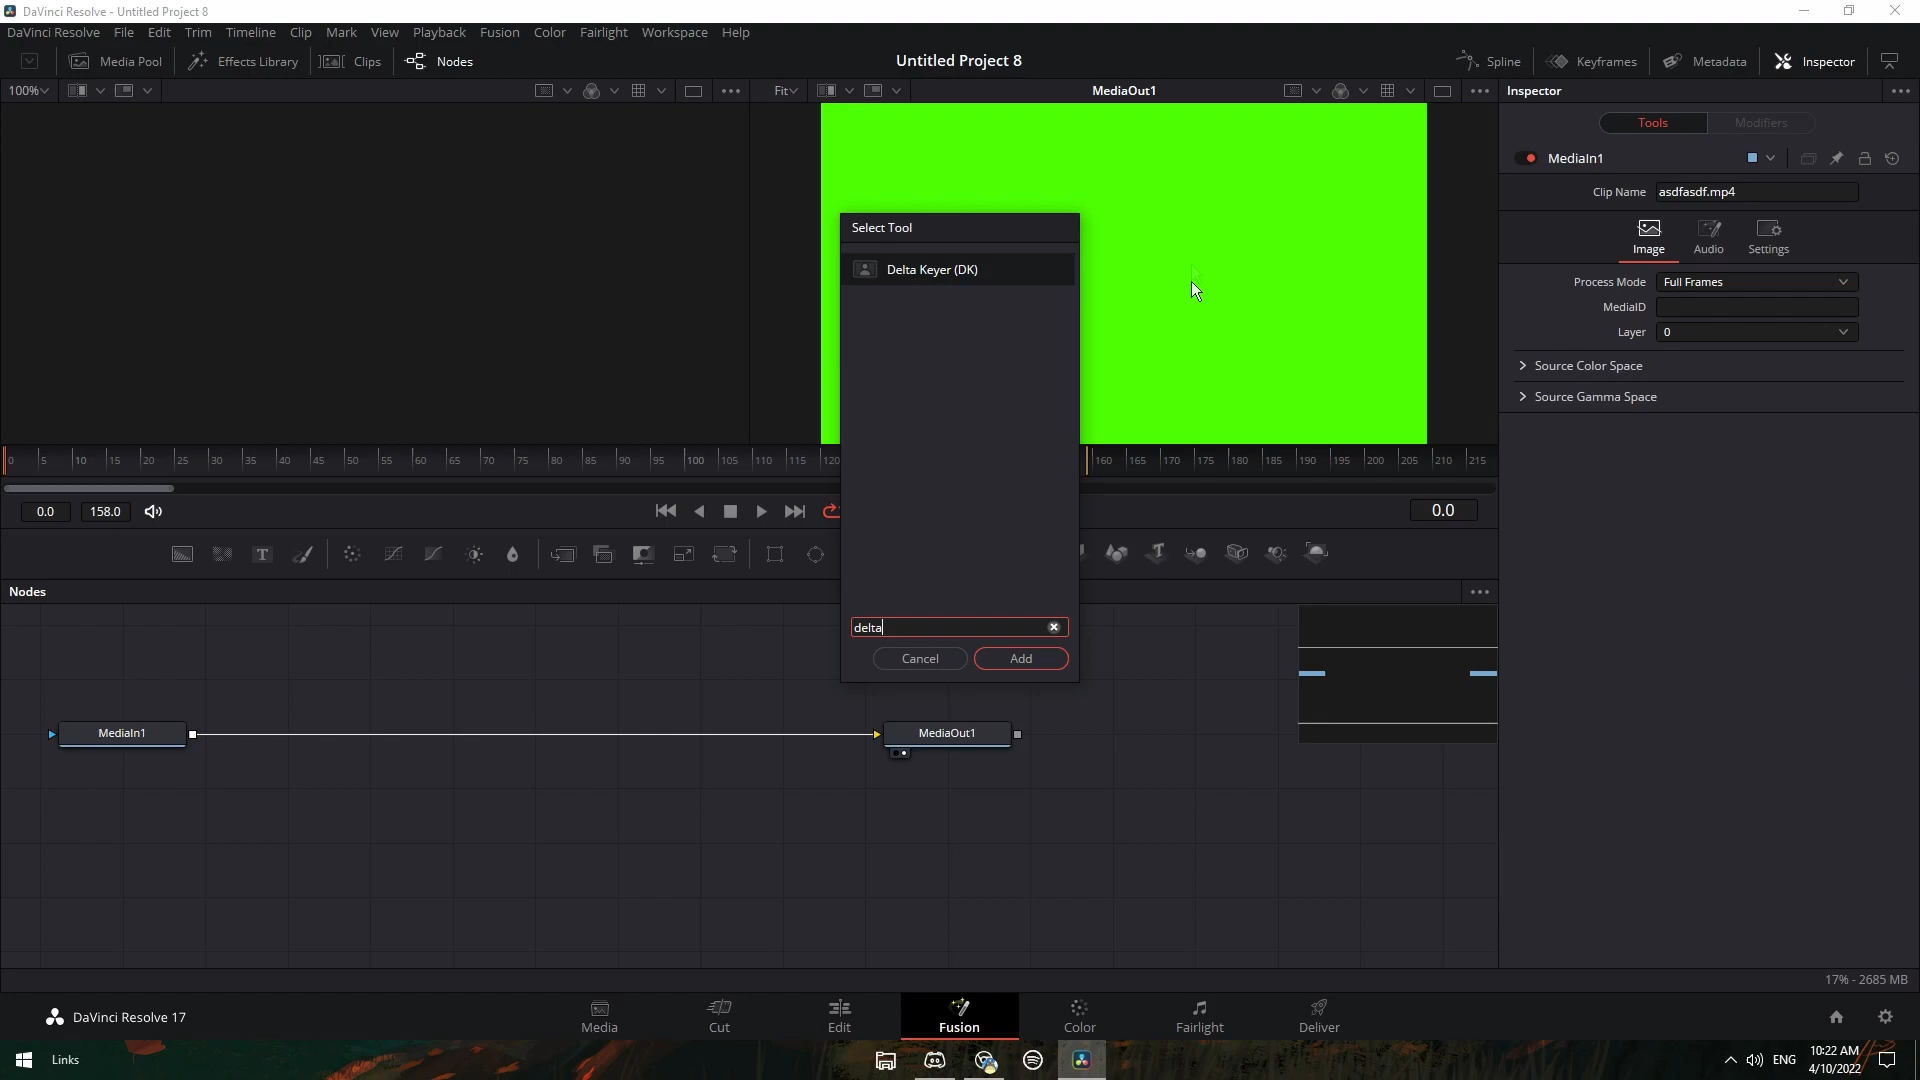 DaVinci Resolve - Untitled Project 8
DaVinci Resolve File Edit Trim Timeline Clip Mark View Playback Fusion Color Fairlight Workspace Help
Media Pool Effects Library Clips Nodes Untitled Project 8 Spline Keyframes Metadata Inspector
100% Fit MediaOut1 Inspector
Tools Modifiers
MediaIn1
Clip Name asdfasdf.mp4
Select Tool
Image Audio Settings
Delta Keyer (DK)
Process Mode Full Frames
MediaID
Layer 0
Source Color Space
Source Gamma Space
0 5 10 15 20 25 30 35 40 45 50 55 60 65 70 75 80 85 90 95 100 105 110 115 120 160 165 170 175 180 185 190 195 200 205 210 215
0.0 158.0 0.0
T T
Nodes
delta
Cancel Add
MediaIn1 MediaOut1
17% - 2685 MB
DaVinci Resolve 17
Media Cut Edit Fusion Color Fairlight Deliver
Links ENG 10:22 AM
4/10/2022